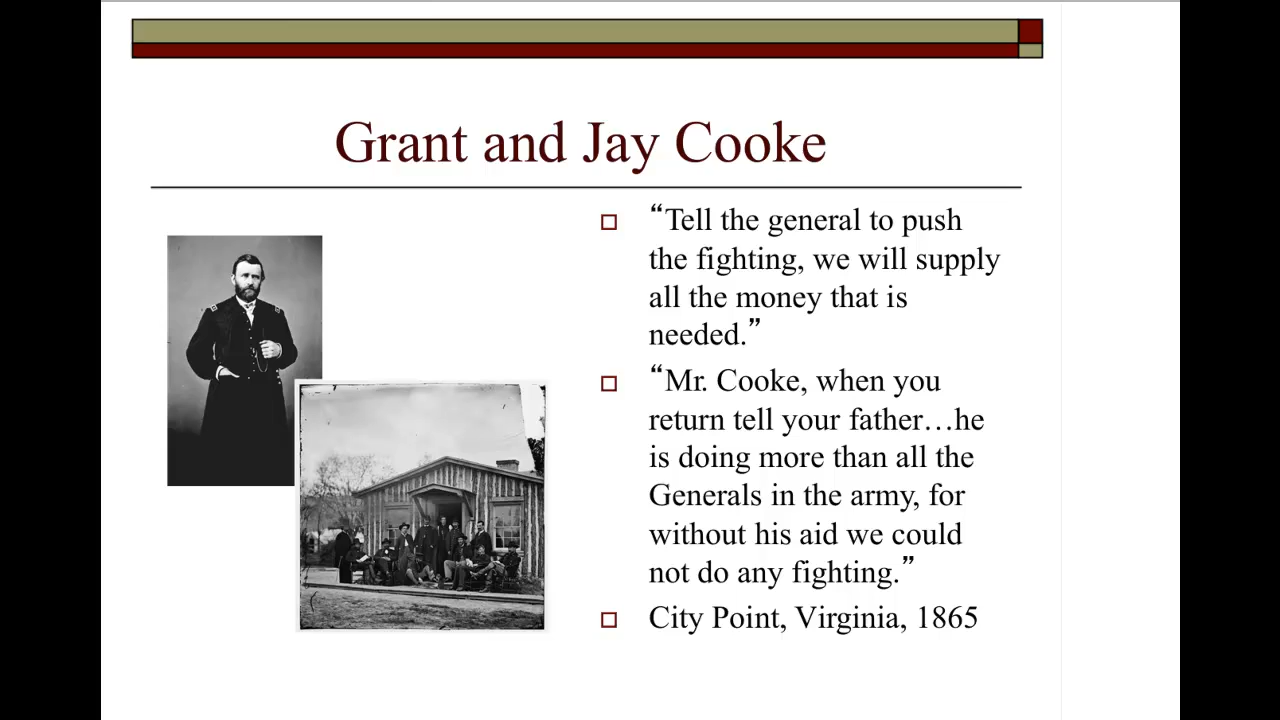 Grant and Jay Cooke
“Tell the general to push
the fighting, we will supply
all the money that is
needed.”
“Mr. Cooke, when you
return tell your father…he
is doing more than all the
Generals in the army, for
without his aid we could
not do any fighting.”
City Point, Virginia, 1865